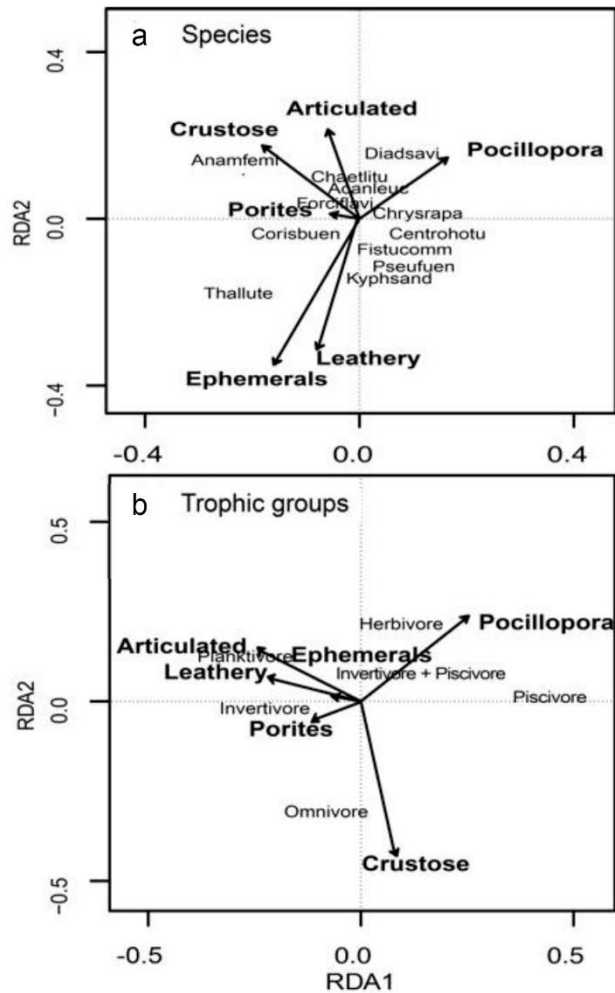 a Species
0.4
Articulated
Crustose
Diadsavi
Pocillopora
Anamfemi
Chaetlitu
Acanleuc
Forciflavi
Porites
Chrysrapa
RDA2
0.0
Corisbuen
Centrohotu
Fistucomm
Pseufuen
Kyphsand
Thallute
Leathery
Ephemerals
-0.4
-0.4 0.0 0.4
b Trophic groups
0.5
Herbivore
Pocillopora
Articulated
Planktivore
Ephemerals
Leathery
Invertivore + Piscivore
RDA2
0.0
Piscivore
Invertivore
Porites
Omnivore
Crustose
-0.5
-0.5 0.0 0.5
RDA1